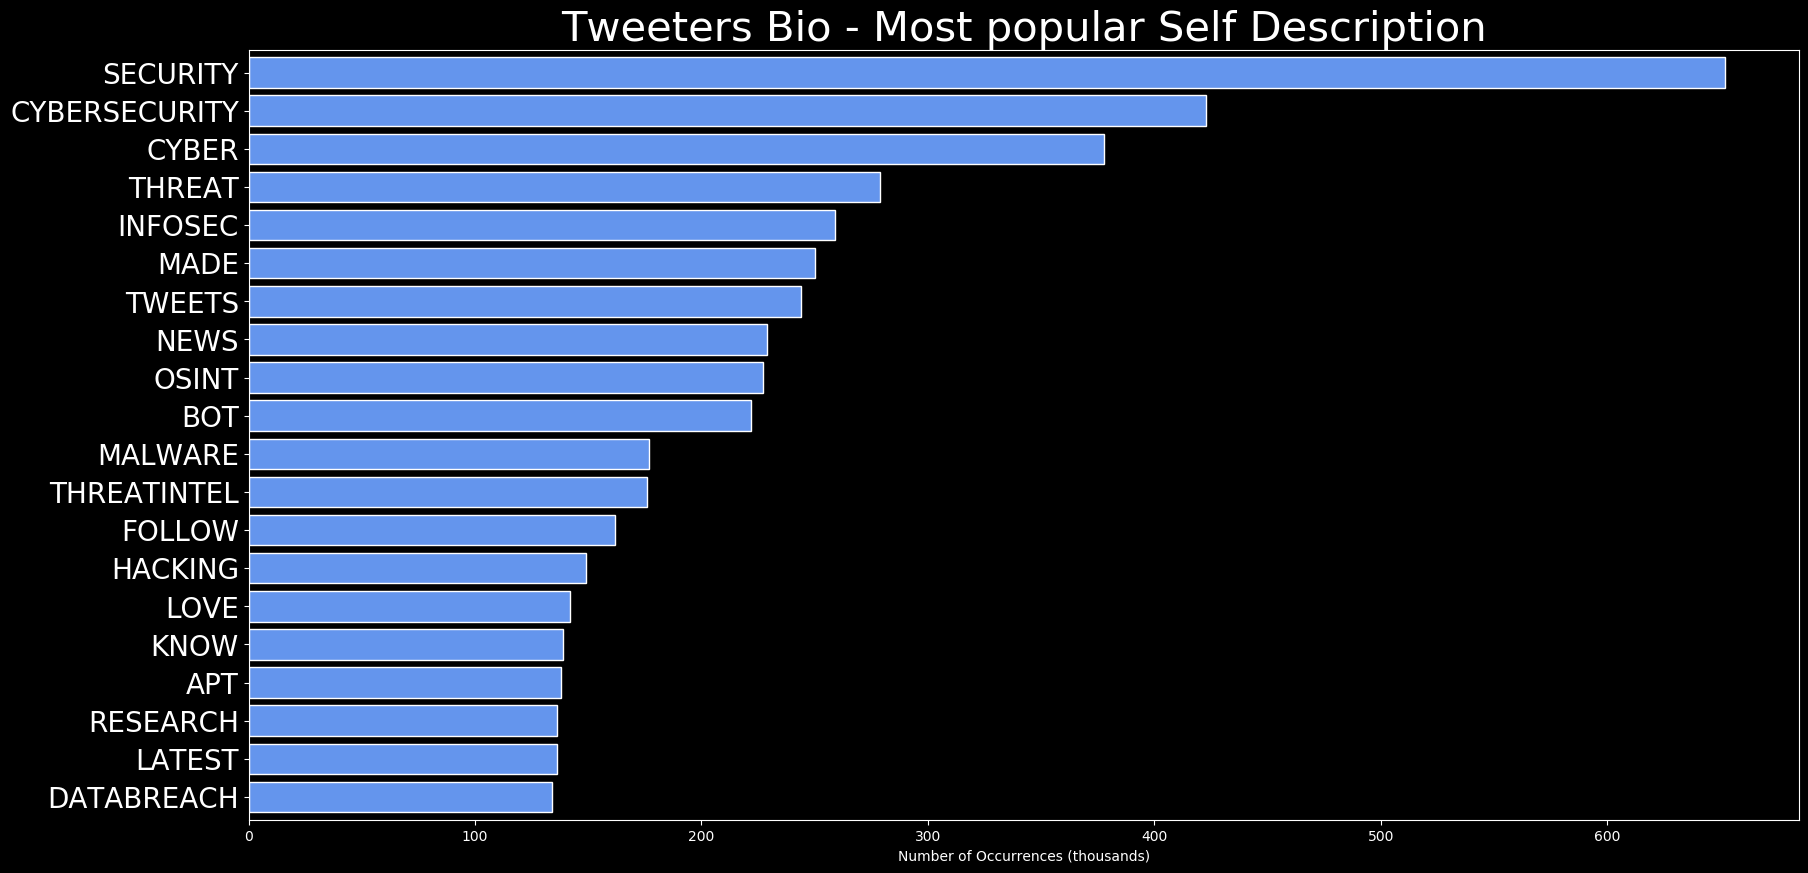 Tweeters Bio - Most popular Self Description
SECURITY
CYBERSECURITY
CYBER
THREAT
INFOSEC
MADE
TWEETS
NEWS
OSINT
BOT
MALWARE
THREATINTEL
FOLLOW
HACKING
LOVE
KNOW
APT
RESEARCH
LATEST
DATABREACH
0 100 200 300 400 500 600
Number of Occurrences (thousands)